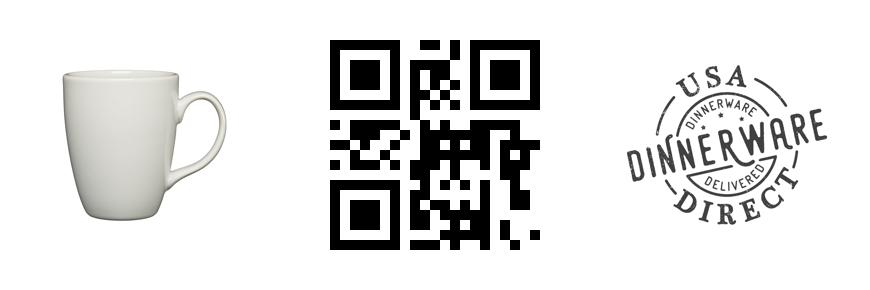 USA
DINNERWARE
DINNERWARE
DELIVERED
DIRECT